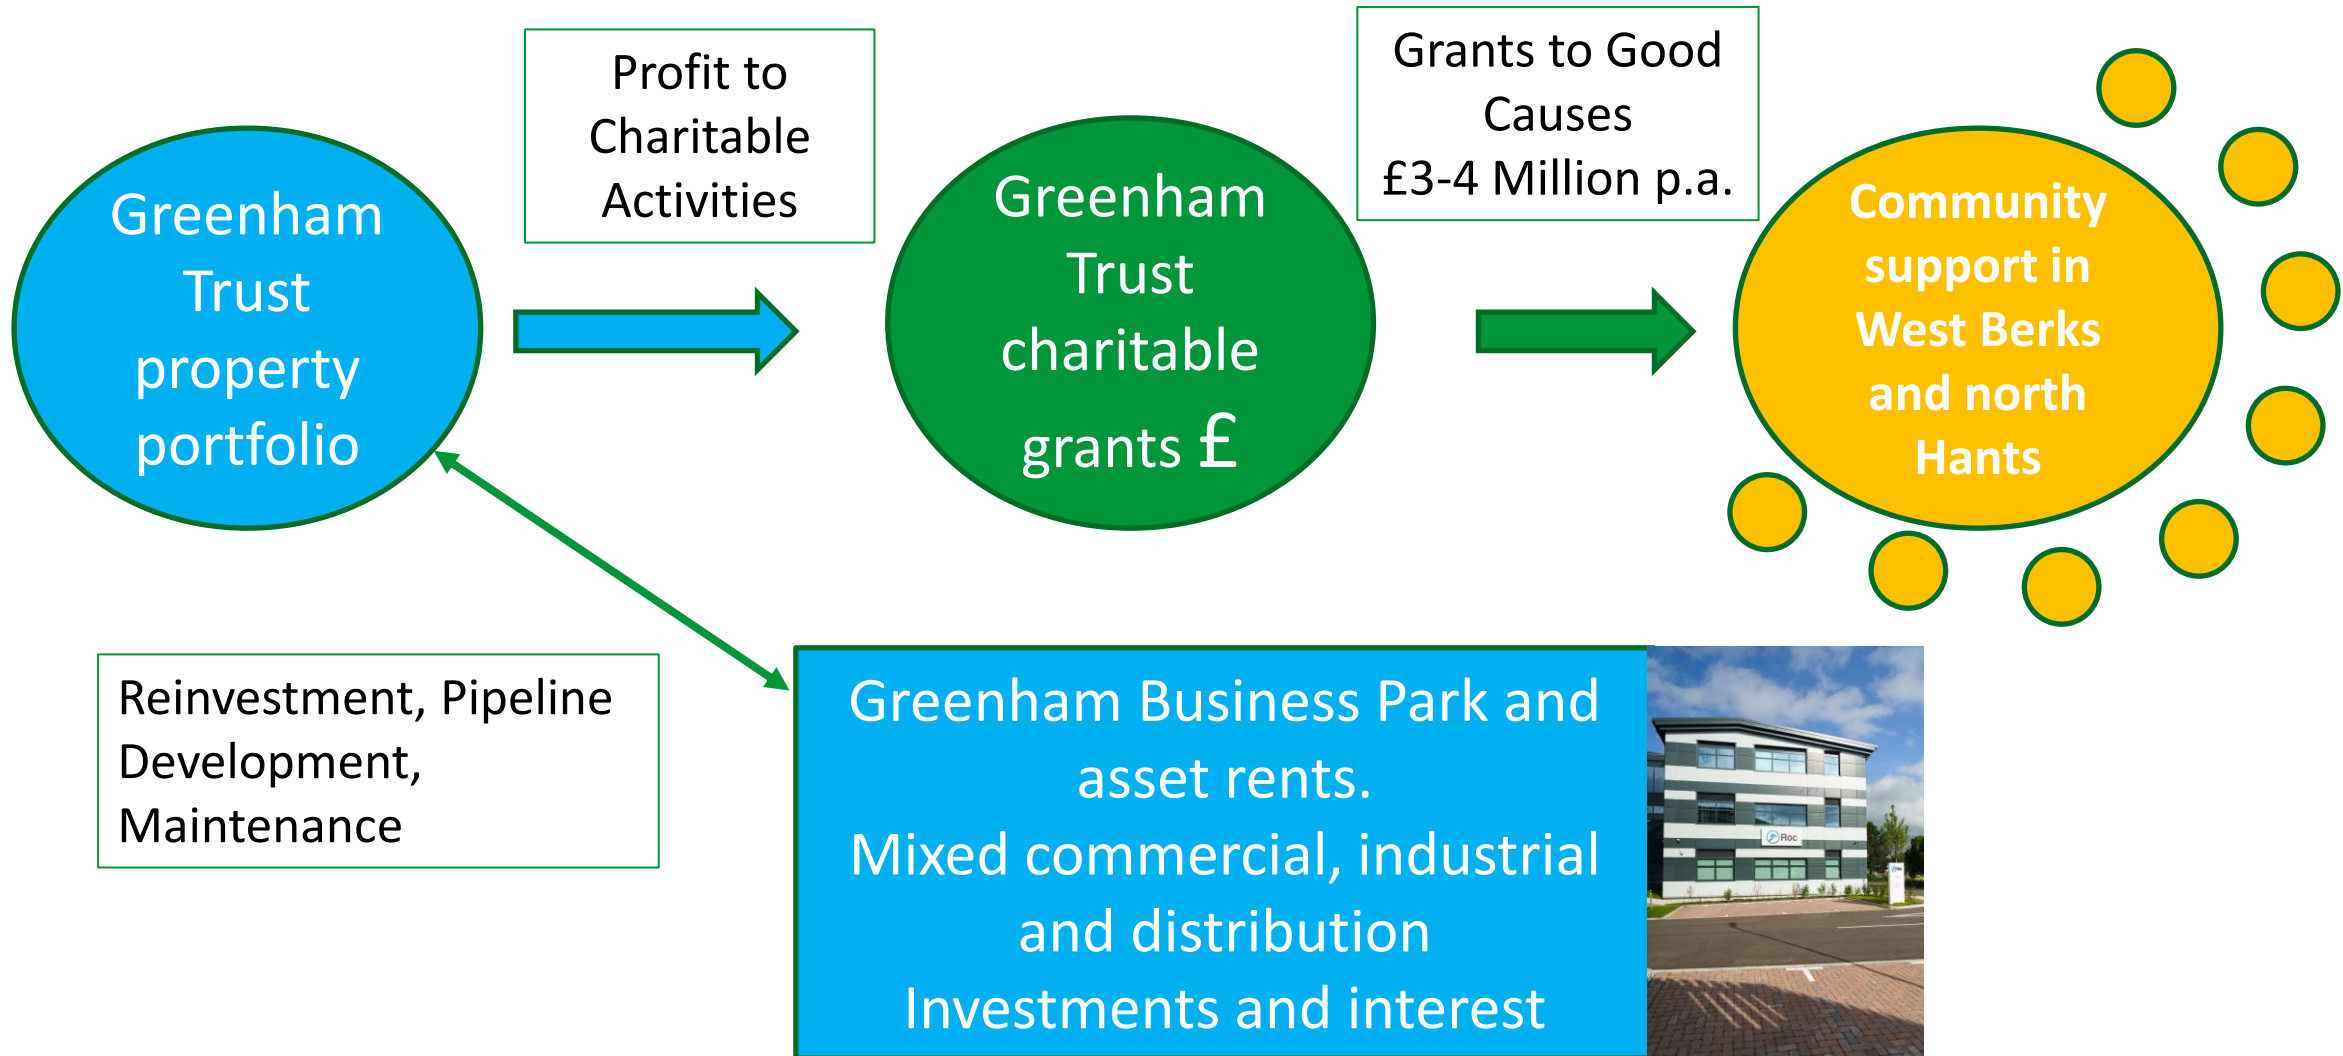 Profit to
Charitable
Activities
Grants to Good
Causes
£3-4 Million p.a.
Greenham
Trust
property
portfolio
Greenham
Trust
charitable
grants £
Community
support in
West Berks
and north
Hants
Reinvestment, Pipeline
Development,
Maintenance
Greenham Business Park and
asset rents.
Mixed commercial, industrial
and distribution
Investments and interest
Roc